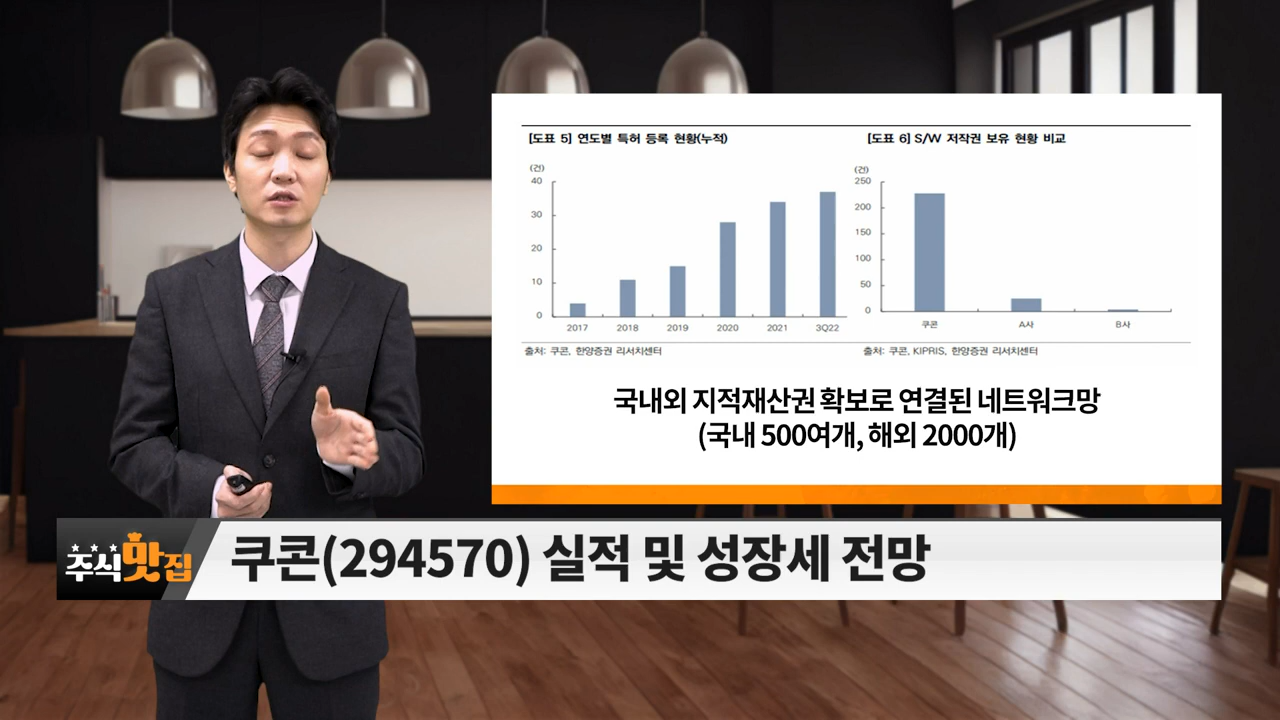 [도표 5] 연도별 특허 등록 현황(누적)
(건)
40
30
20
10
0
2017 2018 2019 2020 2021 3Q22
출처: 쿠콘, 한양증권 리서치센터
[도표 6] S/W 저작권 보유 현황 비교
(건)
250
200
150
100
50
0
쿠콘 A사 B사
출처: 쿠콘, KIPRIS, 한양증권 리서치센터
국내외 지적재산권 확보로 연결된 네트워크망
(국내 500여개, 해외 2000개)
주식맛집
쿠콘(294570) 실적 및 성장세 전망